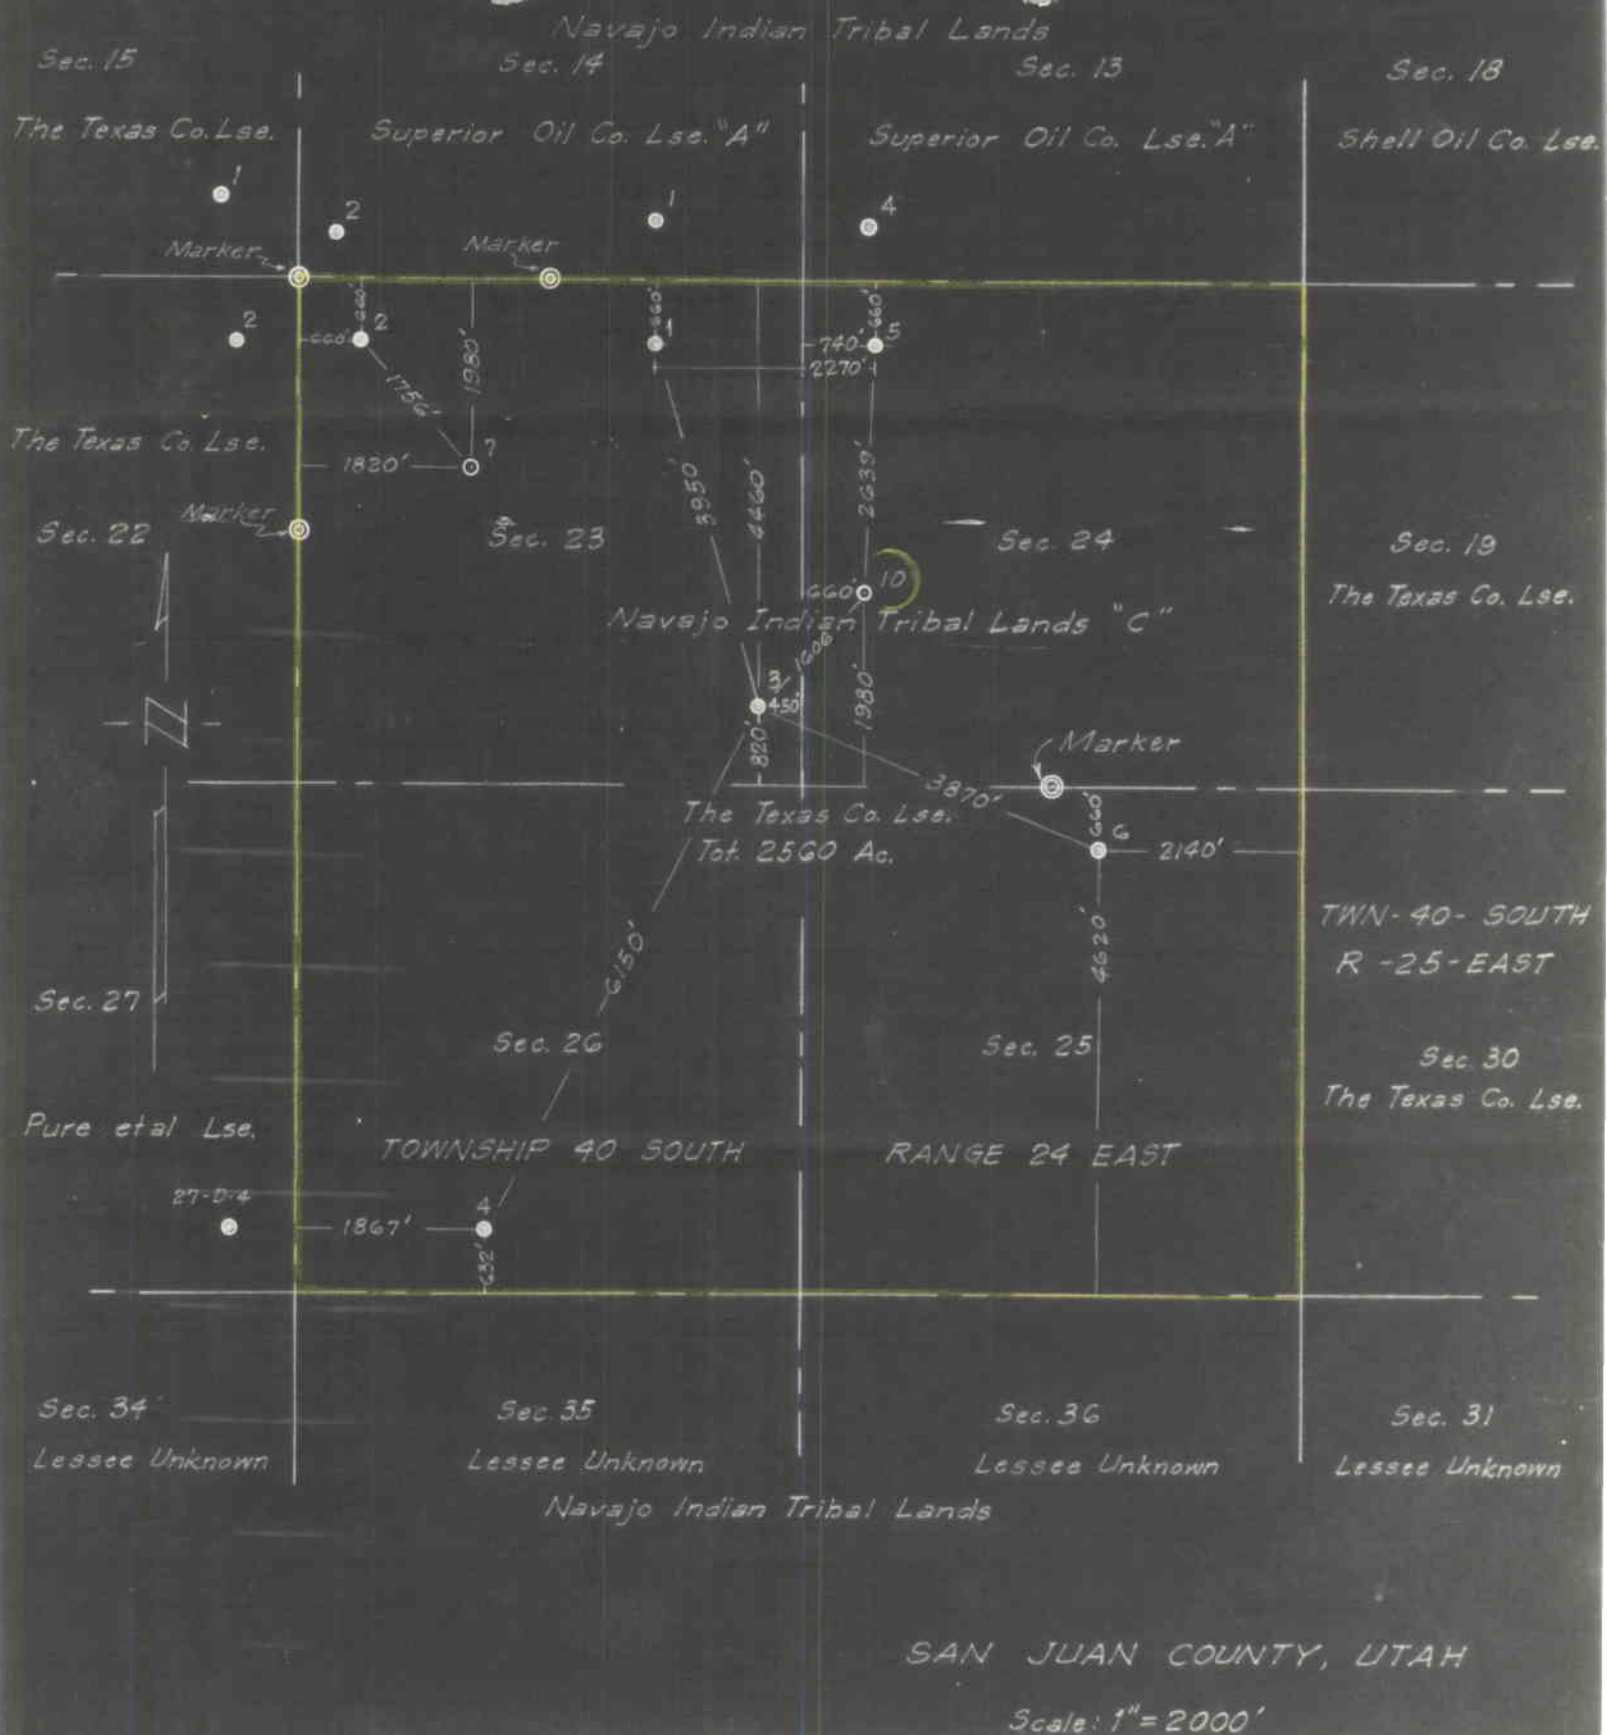 Navajo Indian Tribal Lands
Sec. 15
Sec. 14
Sec. 13
Sec. 18
The Texas Co. Lse.
Superior Oil Co. Lse. "A"
Superior Oil Co. Lse. "A"
Shell Oil Co. Lse.
1
2
1
4
Marker
Marker
2
660'
660'
2
660'
1
660'
740'
5
2270'
1756'
1980'
The Texas Co. Lse.
1820'
7
3950'
4460'
2639'
Sec. 22
Marker
Sec. 23
Sec. 24
Sec. 19
660'
10
The Texas Co. Lse.
Navajo Indian Tribal Lands "C"
1606'
3
450'
1980'
820'
N
Marker
3870'
The Texas Co. Lse.
Tot. 2560 Ac.
660'
6
2140'
TWN-40-SOUTH
R-25-EAST
4620'
6150'
Sec. 27
Sec. 26
Sec. 25
Sec. 30
The Texas Co. Lse.
Pure etal Lse.
TOWNSHIP 40 SOUTH
RANGE 24 EAST
27-D-4
1867'
4
632'
Sec. 34
Sec. 35
Sec. 36
Sec. 31
Lessee Unknown
Lessee Unknown
Lessee Unknown
Lessee Unknown
Navajo Indian Tribal Lands
SAN JUAN COUNTY, UTAH
Scale: 1"=2000'